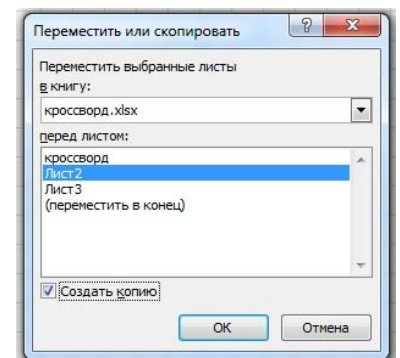 Переместить или скопировать
Переместить выбранные листы
в книгу:
кроссворд.xlsx
перед листом:
кроссворд
Лист2
Лист3
(переместить в конец)
Создать копию
ОК Отмена